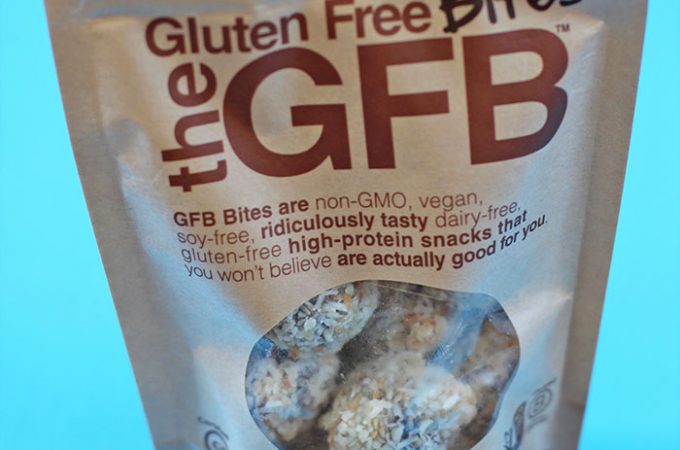 Gluten Free Bites
the GFB™
GFB Bites are non-GMO, vegan,
soy-free, ridiculously tasty dairy-free,
gluten-free high-protein snacks that
you won't believe are actually good for you.
B